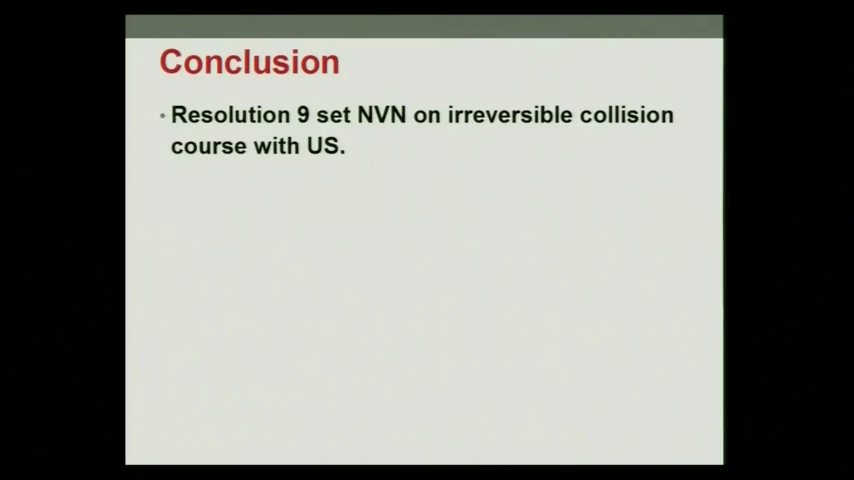 Conclusion
• Resolution 9 set NVN on irreversible collision
course with US.